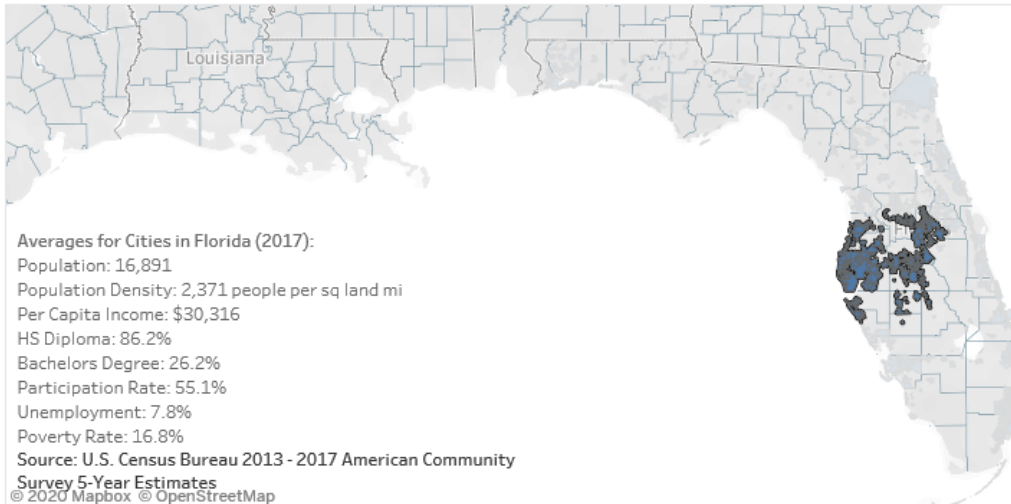 Louisiana
Averages for Cities in Florida (2017):
Population: 16,891
Population Density: 2,371 people per sq land mi
Per Capita Income: $30,316
HS Diploma: 86.2%
Bachelors Degree: 26.2%
Participation Rate: 55.1%
Unemployment: 7.8%
Poverty Rate: 16.8%
Source: U.S. Census Bureau 2013 - 2017 American Community
Survey 5-Year Estimates
© 2020 Mapbox © OpenStreetMap